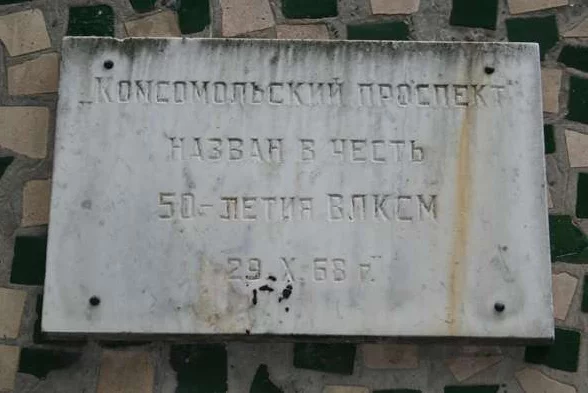 „КОМСОМОЛЬСКИЙ ПРОСПЕКТ"
НАЗВАН В ЧЕСТЬ
50-ЛЕТИЯ ВЛКСМ
29.X.68 г.